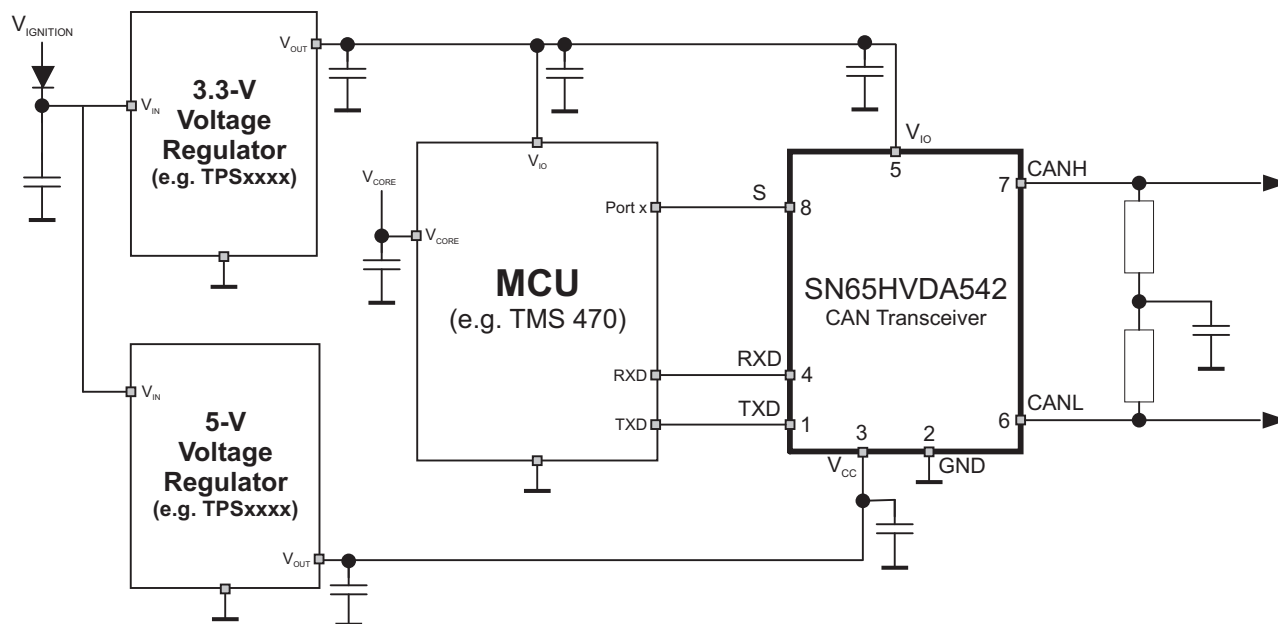 VIGNITION
VOUT
3.3-V
Voltage
Regulator
(e.g. TPSxxxx)
VIN
VIO
VIO
5
VCORE
VCORE
Port x
S
8
7
CANH
MCU
(e.g. TMS 470)
SN65HVDA542
CAN Transceiver
RXD
RXD
4
TXD
TXD
1
3
2
6
CANL
VCC
GND
VIN
5-V
Voltage
Regulator
(e.g. TPSxxxx)
VOUT